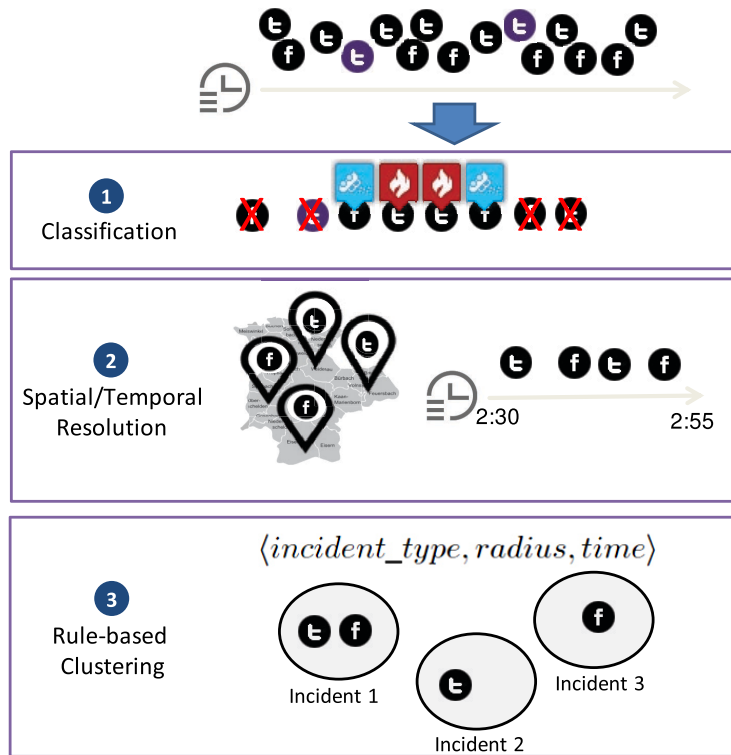 1
Classification
2
Spatial/Temporal
Resolution
2:30
2:55
⟨incident_type, radius, time⟩
3
Rule-based
Clustering
Incident 1
Incident 2
Incident 3